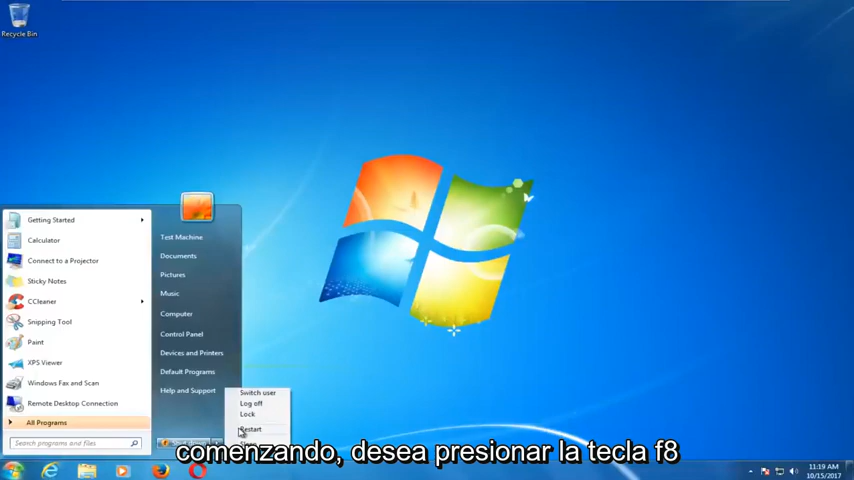 Recycle Bin
Getting Started
Calculator
Connect to a Projector
Sticky Notes
CCleaner
Snipping Tool
Paint
XPS Viewer
Windows Fax and Scan
Remote Desktop Connection
All Programs
Search programs and files
Test Machine
Documents
Pictures
Music
Computer
Control Panel
Devices and Printers
Default Programs
Help and Support
Switch user
Log off
Lock
Restart
comenzando, desea presionar la tecla f8
11:19 AM
10/15/2017